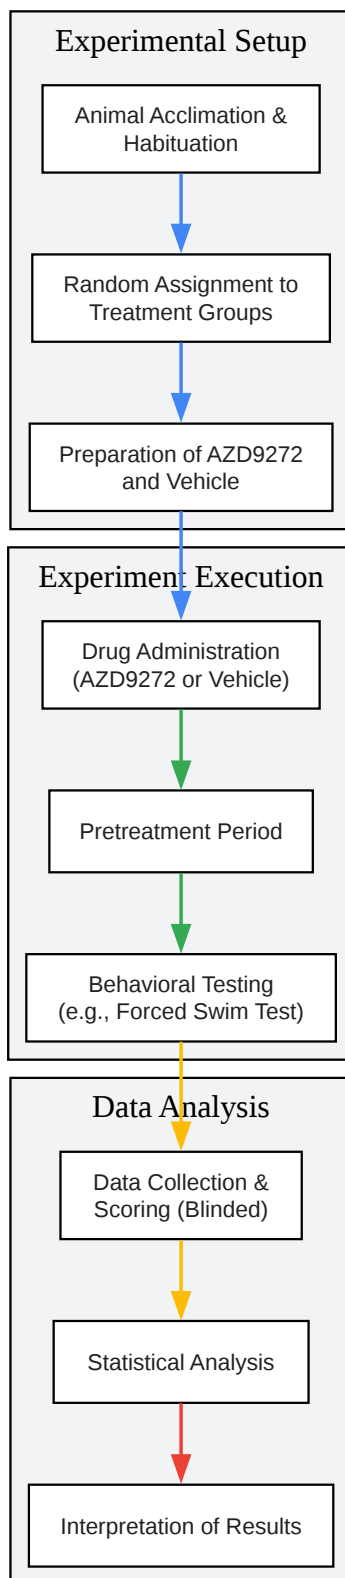 Experimental Setup
Animal Acclimation &
Habituation
Random Assignment to
Treatment Groups
Preparation of AZD9272
and Vehicle
Experiment Execution
Drug Administration
(AZD9272 or Vehicle)
Pretreatment Period
Behavioral Testing
(e.g., Forced Swim Test)
Data Analysis
Data Collection &
Scoring (Blinded)
Statistical Analysis
Interpretation of Results